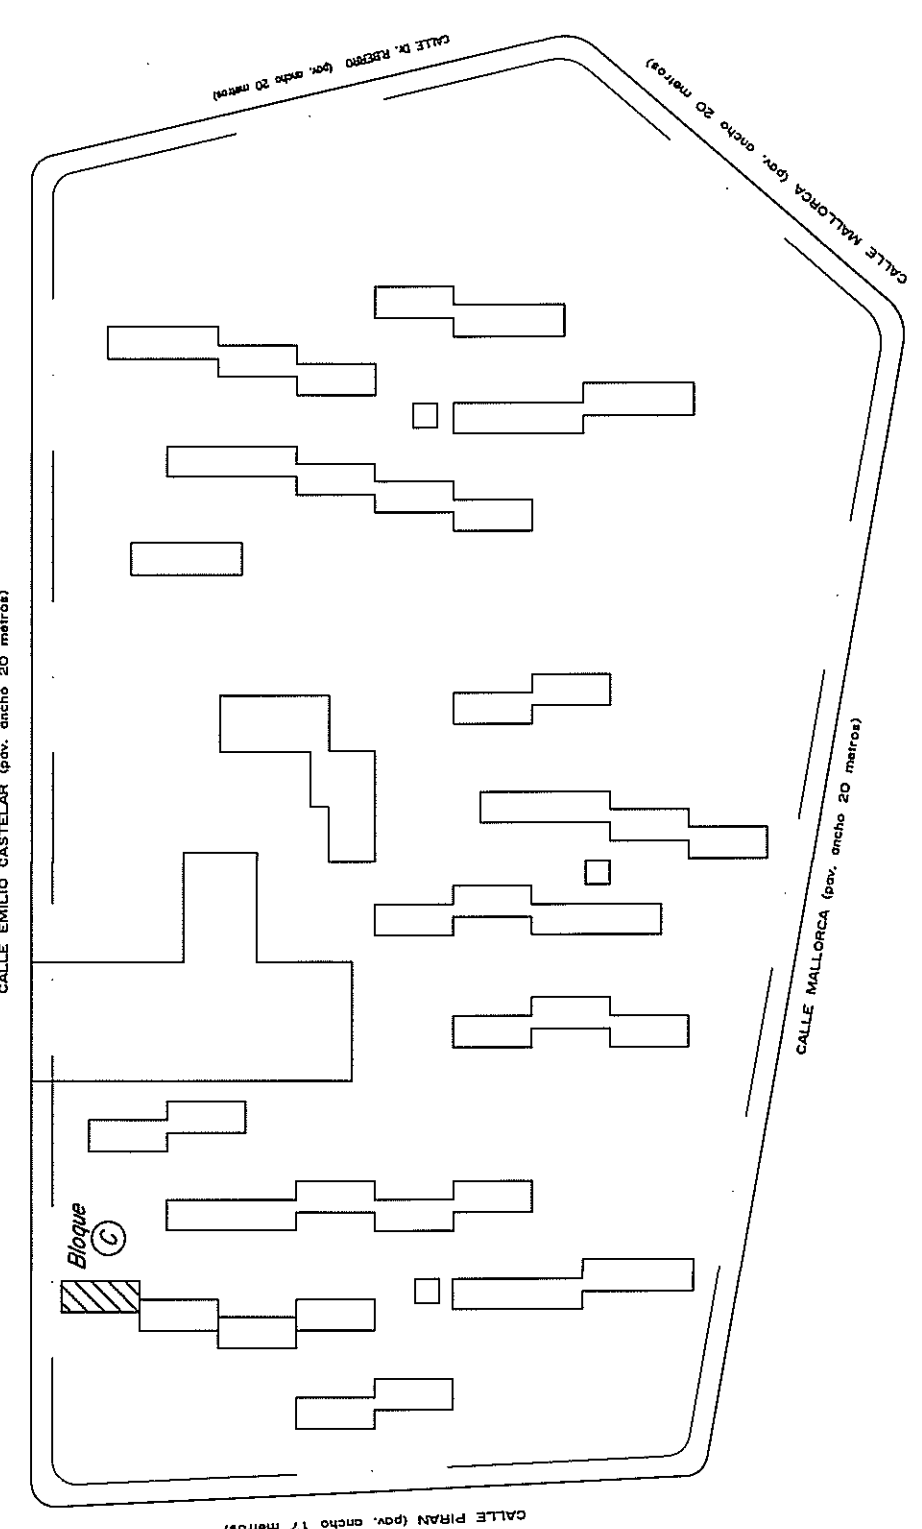 CALLE Dr. RIBERRO (pav. ancho 20 metros)
CALLE MALLORCA (pav. ancho 20 metros)
CALLE EMILIO CASTELAR (pav. ancho 20 metros)
CALLE MALLORCA (pav. ancho 20 metros)
Bloque
C
CALLE PIRAN (pav. ancho 17 metros)